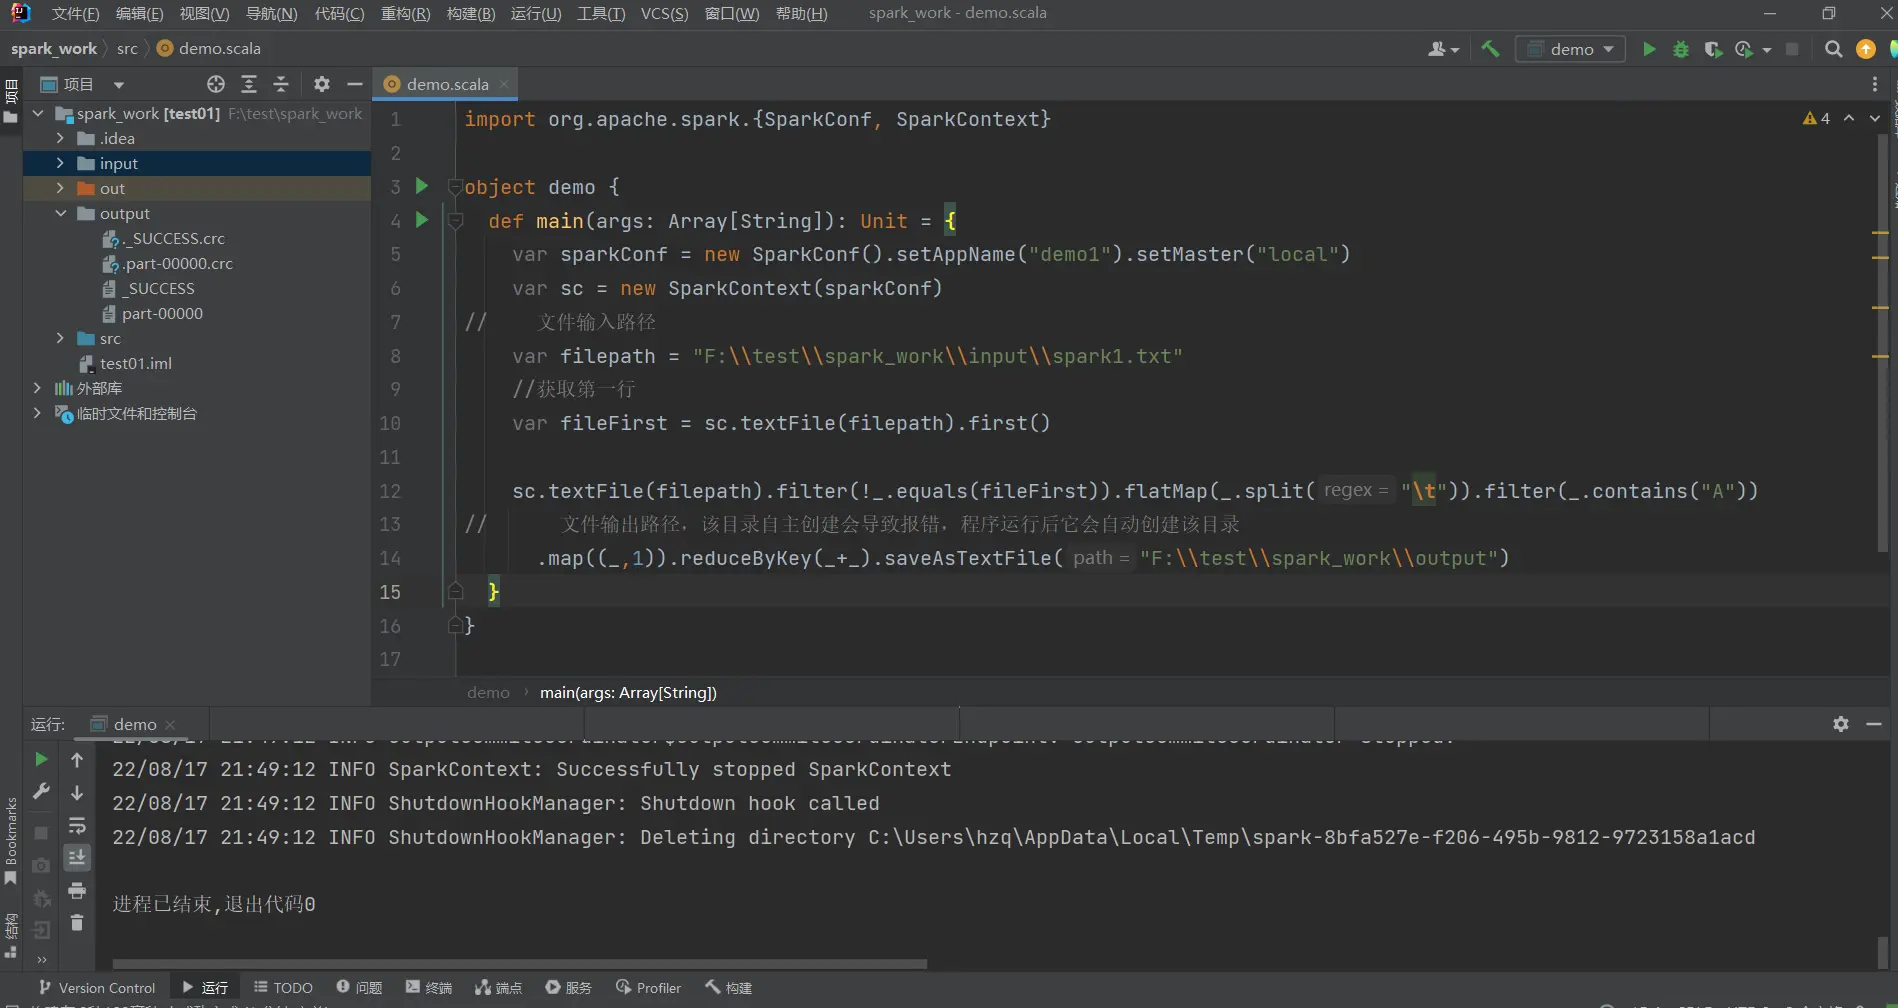 文件(F) 编辑(E) 视图(V) 导航(N) 代码(C) 重构(R) 构建(B) 运行(U) 工具(T) VCS(S) 窗口(W) 帮助(H) spark_work - demo.scala
spark_work src demo.scala
demo
项目
项目
demo.scala
spark_work [test01] F:\test\spark_work
.idea
input
out
output
._SUCCESS.crc
.part-00000.crc
_SUCCESS
part-00000
src
test01.iml
外部库
临时文件和控制台
4
1 import org.apache.spark.{SparkConf, SparkContext}
2
3 object demo {
4 def main(args: Array[String]): Unit = {
5 var sparkConf = new SparkConf().setAppName("demo1").setMaster("local")
6 var sc = new SparkContext(sparkConf)
7 // 文件输入路径
8 var filepath = "F:\\test\\spark_work\\input\\spark1.txt"
9 //获取第一行
10 var fileFirst = sc.textFile(filepath).first()
11
12 sc.textFile(filepath).filter(!_.equals(fileFirst)).flatMap(_.split( regex = "\t")).filter(_.contains("A"))
13 // 文件输出路径，该目录自主创建会导致报错，程序运行后它会自动创建该目录
14 .map((_,1)).reduceByKey(_+_).saveAsTextFile( path = "F:\\test\\spark_work\\output")
15 }
16 }
17
demo › main(args: Array[String])
运行: demo
22/08/17 21:49:12 INFO SparkContext: Successfully stopped SparkContext
22/08/17 21:49:12 INFO ShutdownHookManager: Shutdown hook called
22/08/17 21:49:12 INFO ShutdownHookManager: Deleting directory C:\Users\hzq\AppData\Local\Temp\spark-8bfa527e-f206-495b-9812-9723158a1acd
进程已结束,退出代码0
Bookmarks
结构
Version Control 运行 TODO 问题 终端 端点 服务 Profiler 构建